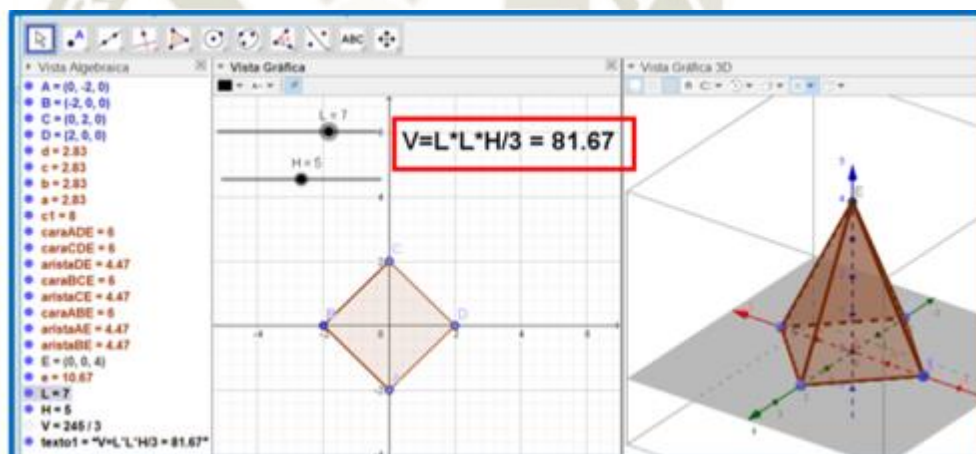 ABC
Vista Algebraica
Vista Gráfica
Vista Gráfica 3D
A = (0, -2, 0)
B = (-2, 0, 0)
C = (0, 2, 0)
D = (2, 0, 0)
d = 2.83
c = 2.83
b = 2.83
a = 2.83
c1 = 8
caraADE = 6
caraCDE = 6
aristaDE = 4.47
caraBCE = 6
aristaCE = 4.47
caraABE = 6
aristaAE = 4.47
aristaBE = 4.47
E = (0, 0, 4)
e = 10.67
L = 7
H = 5
V = 245 / 3
texto1 = "V=L*L*H/3 = 81.67"
L = 7
H = 5
V=L*L*H/3 = 81.67
C
B
D
E